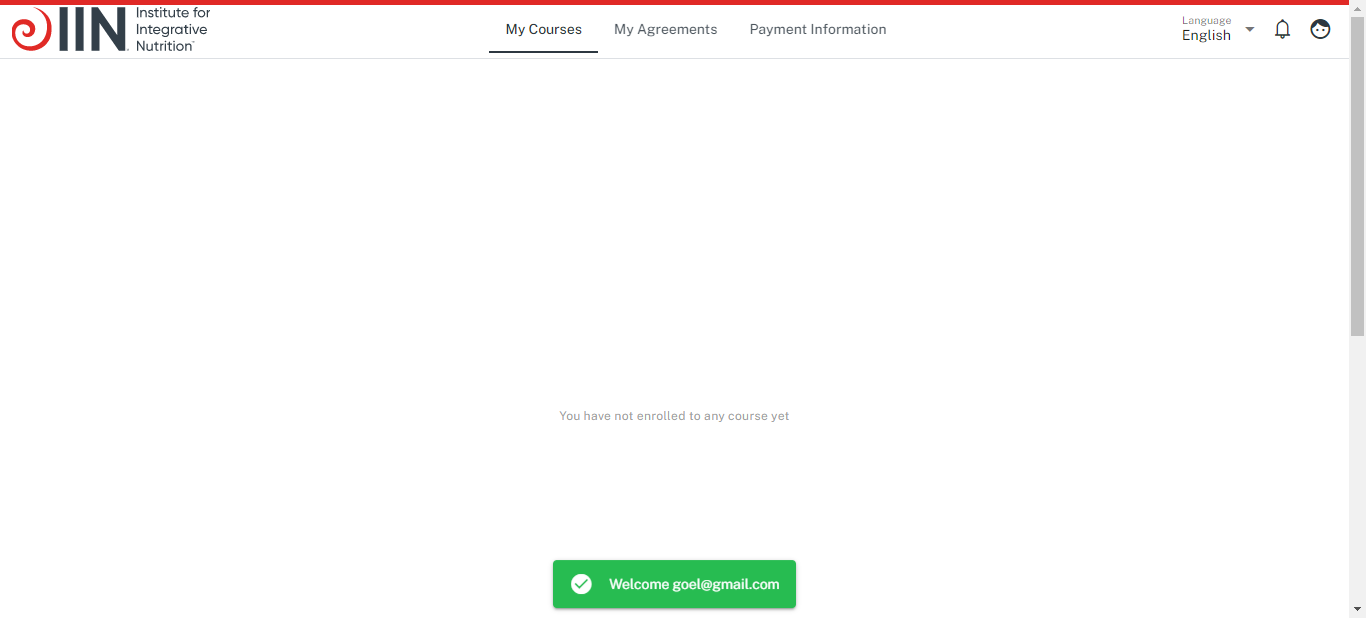 IIN
Institute for
Integrative
Nutrition
My Courses
My Agreements
Payment Information
Language
English
You have not enrolled to any course yet
Welcome goel@gmail.com